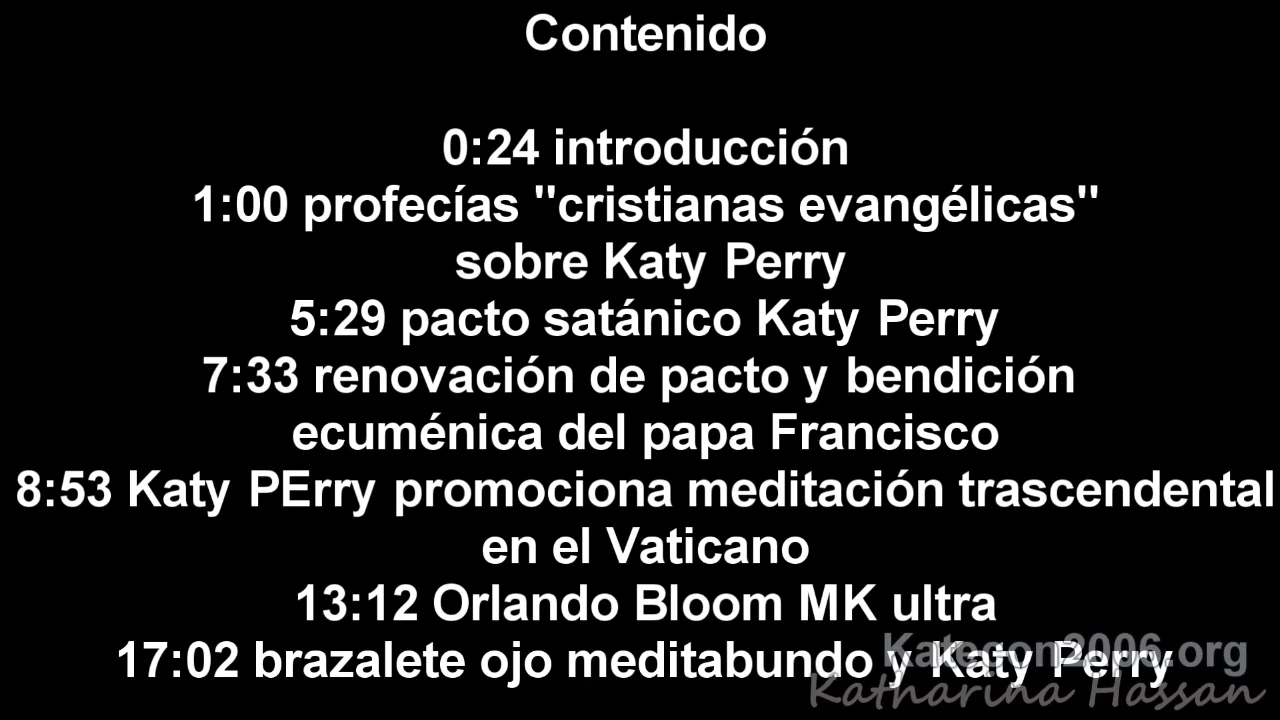 Contenido
0:24 introducción
1:00 profecías "cristianas evangélicas"
sobre Katy Perry
5:29 pacto satánico Katy Perry
7:33 renovación de pacto y bendición
ecuménica del papa Francisco
8:53 Katy PErry promociona meditación trascendental
en el Vaticano
13:12 Orlando Bloom MK ultra
17:02 brazalete ojo meditabundo y Katy Perry
Kategon2006.org
Katharina Hassan